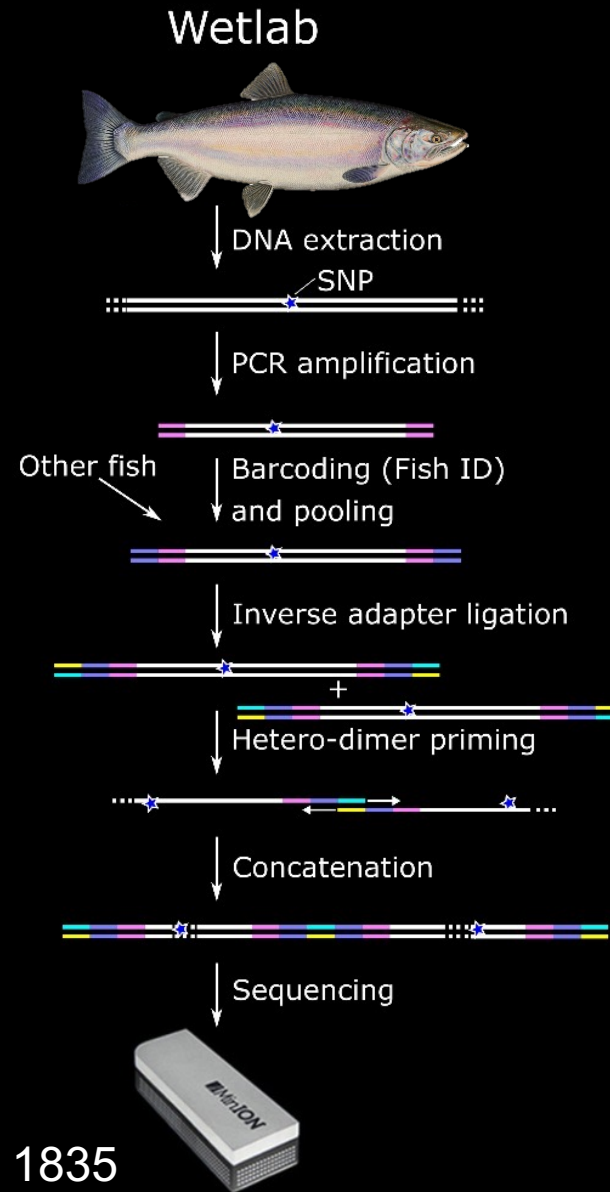 Wetlab
DNA extraction
SNP
PCR amplification
Other fish
Barcoding (Fish ID)
and pooling
Inverse adapter ligation
+
Hetero-dimer priming
Concatenation
Sequencing
MinION
1835